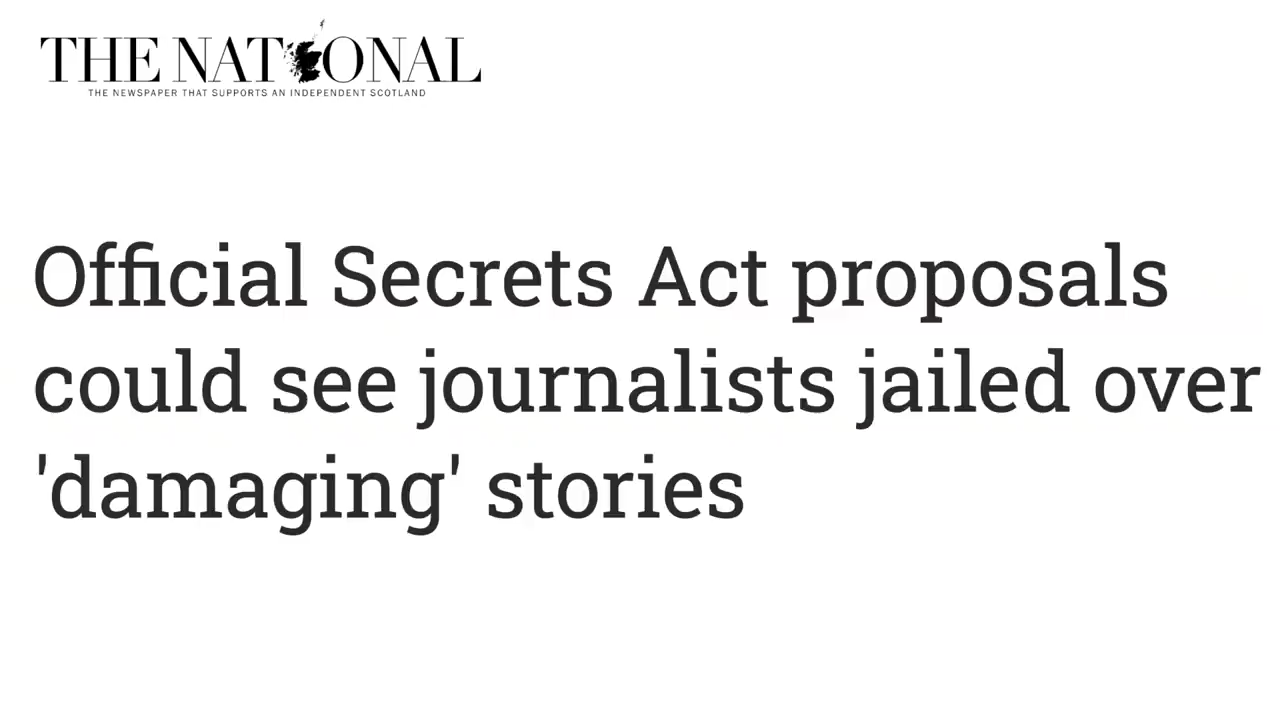 THE NATIONAL
THE NEWSPAPER THAT SUPPORTS AN INDEPENDENT SCOTLAND
Official Secrets Act proposals
could see journalists jailed over
'damaging' stories